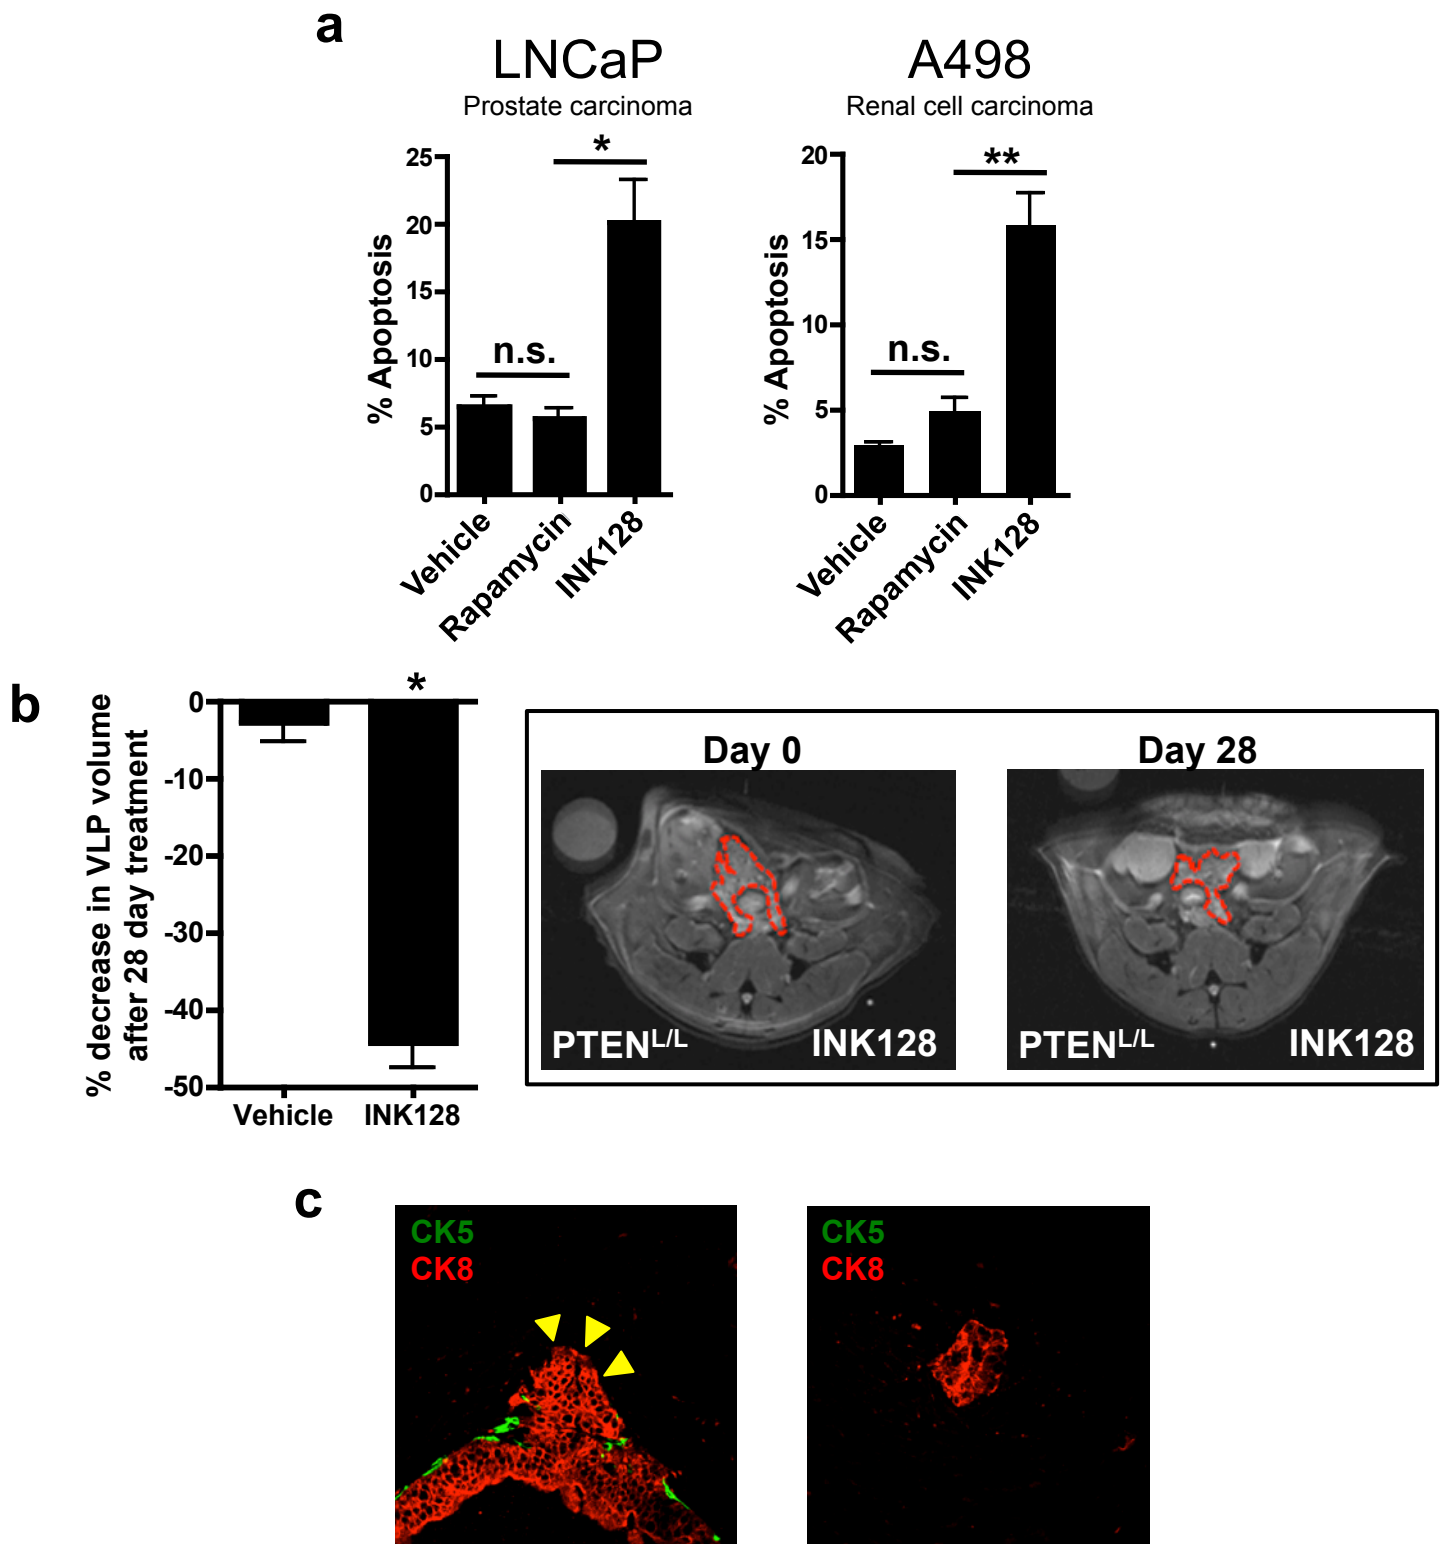 a
LNCaP
Prostate carcinoma
% Apoptosis
25
20
15
10
5
0
*
n.s.
Vehicle
Rapamycin
INK128
A498
Renal cell carcinoma
% Apoptosis
20
15
10
5
0
**
n.s.
Vehicle
Rapamycin
INK128
b
% decrease in VLP volume
after 28 day treatment
0
-10
-20
-30
-40
-50
*
Vehicle
INK128
Day 0
PTEN^L/L
INK128
Day 28
PTEN^L/L
INK128
c
CK5
CK8
CK5
CK8